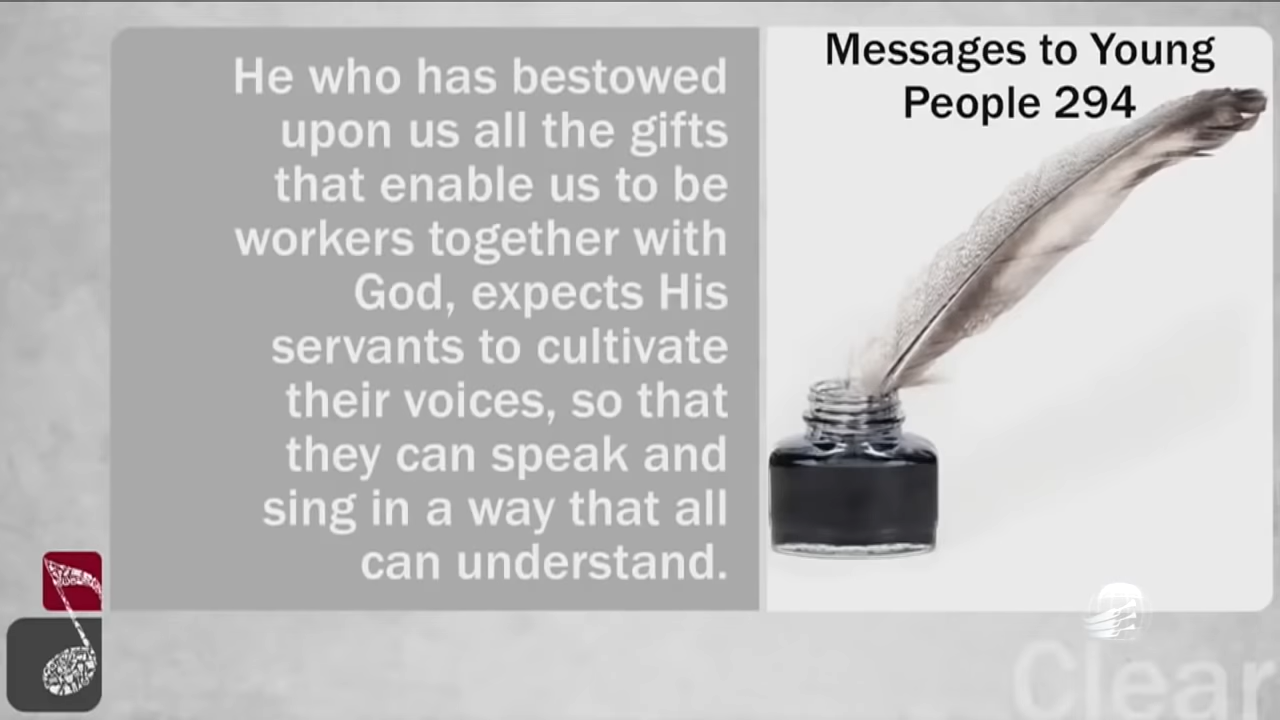 He who has bestowed
upon us all the gifts
that enable us to be
workers together with
God, expects His
servants to cultivate
their voices, so that
they can speak and
sing in a way that all
can understand.
Messages to Young
People 294
Clear